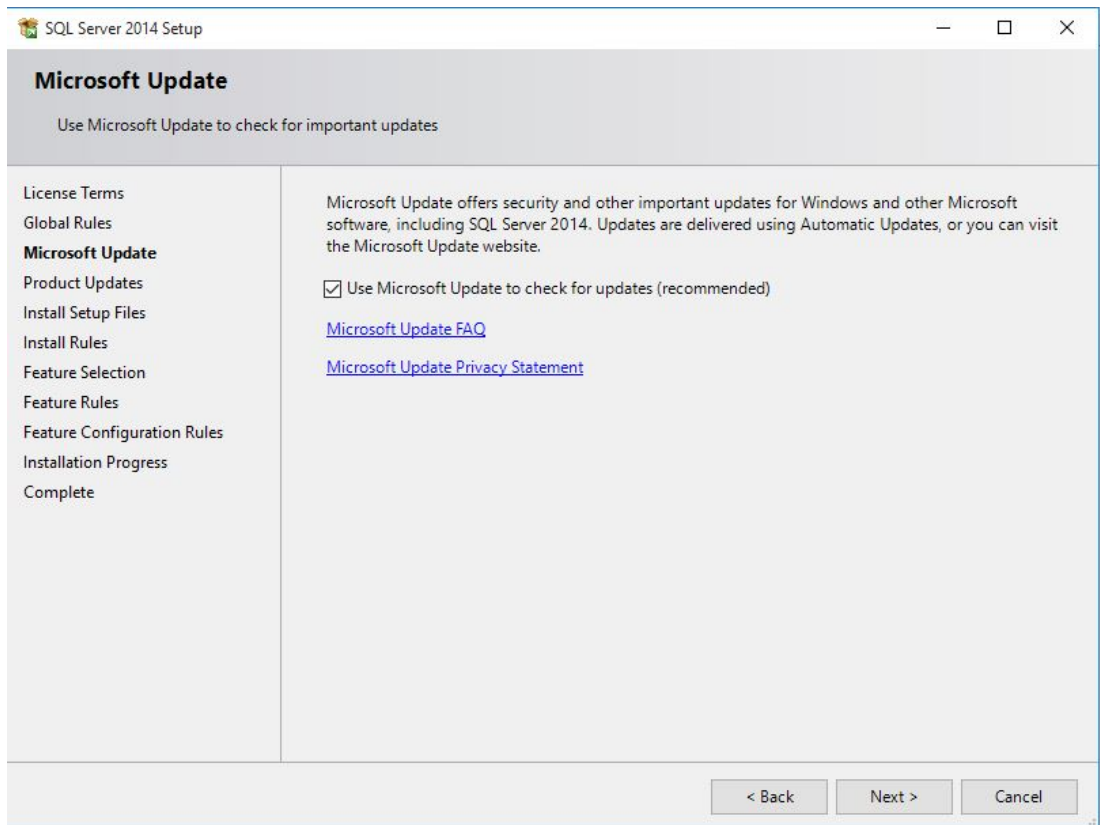 SQL Server 2014 Setup
Microsoft Update
Use Microsoft Update to check for important updates
License Terms
Global Rules
Microsoft Update
Product Updates
Install Setup Files
Install Rules
Feature Selection
Feature Rules
Feature Configuration Rules
Installation Progress
Complete
Microsoft Update offers security and other important updates for Windows and other Microsoft
software, including SQL Server 2014. Updates are delivered using Automatic Updates, or you can visit
the Microsoft Update website.
Use Microsoft Update to check for updates (recommended)
Microsoft Update FAQ
Microsoft Update Privacy Statement
< Back Next > Cancel